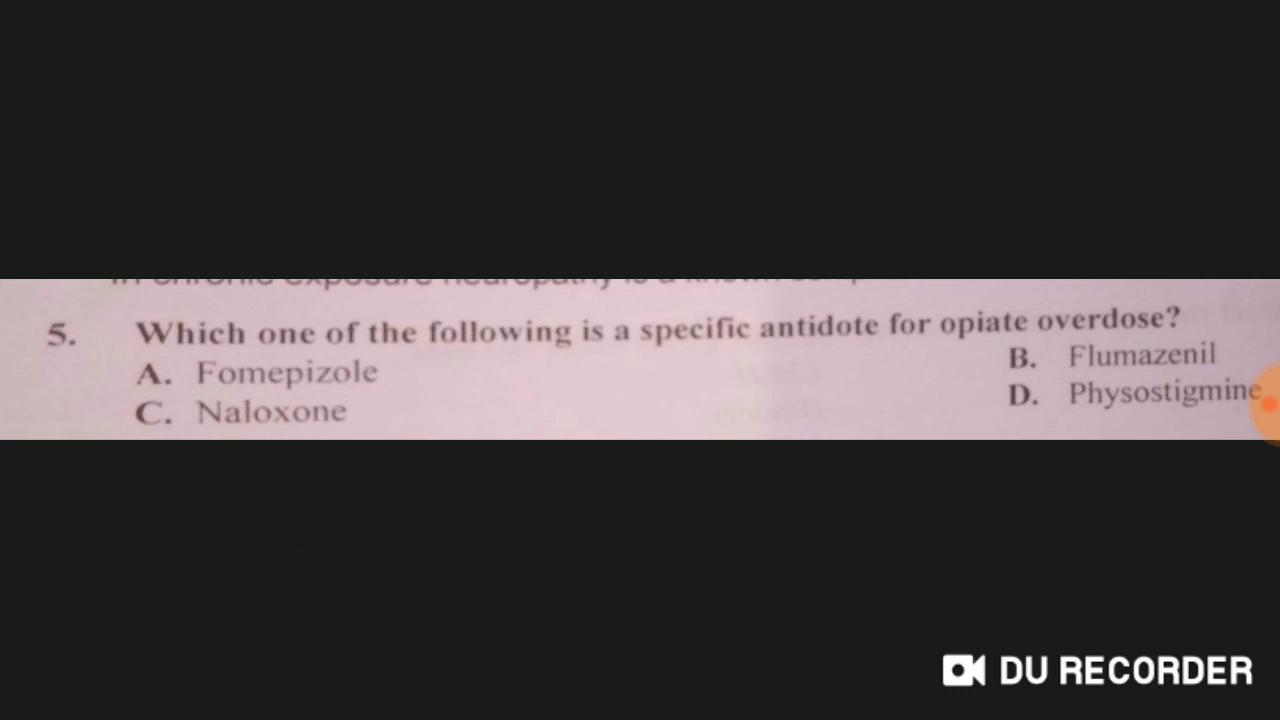 5. Which one of the following is a specific antidote for opiate overdose?
A. Fomepizole B. Flumazenil
C. Naloxone D. Physostigmine
DU RECORDER